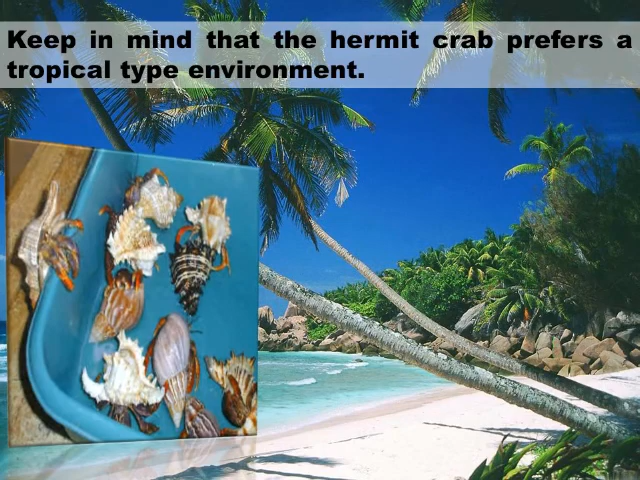 Keep in mind that the hermit crab prefers a
tropical type environment.